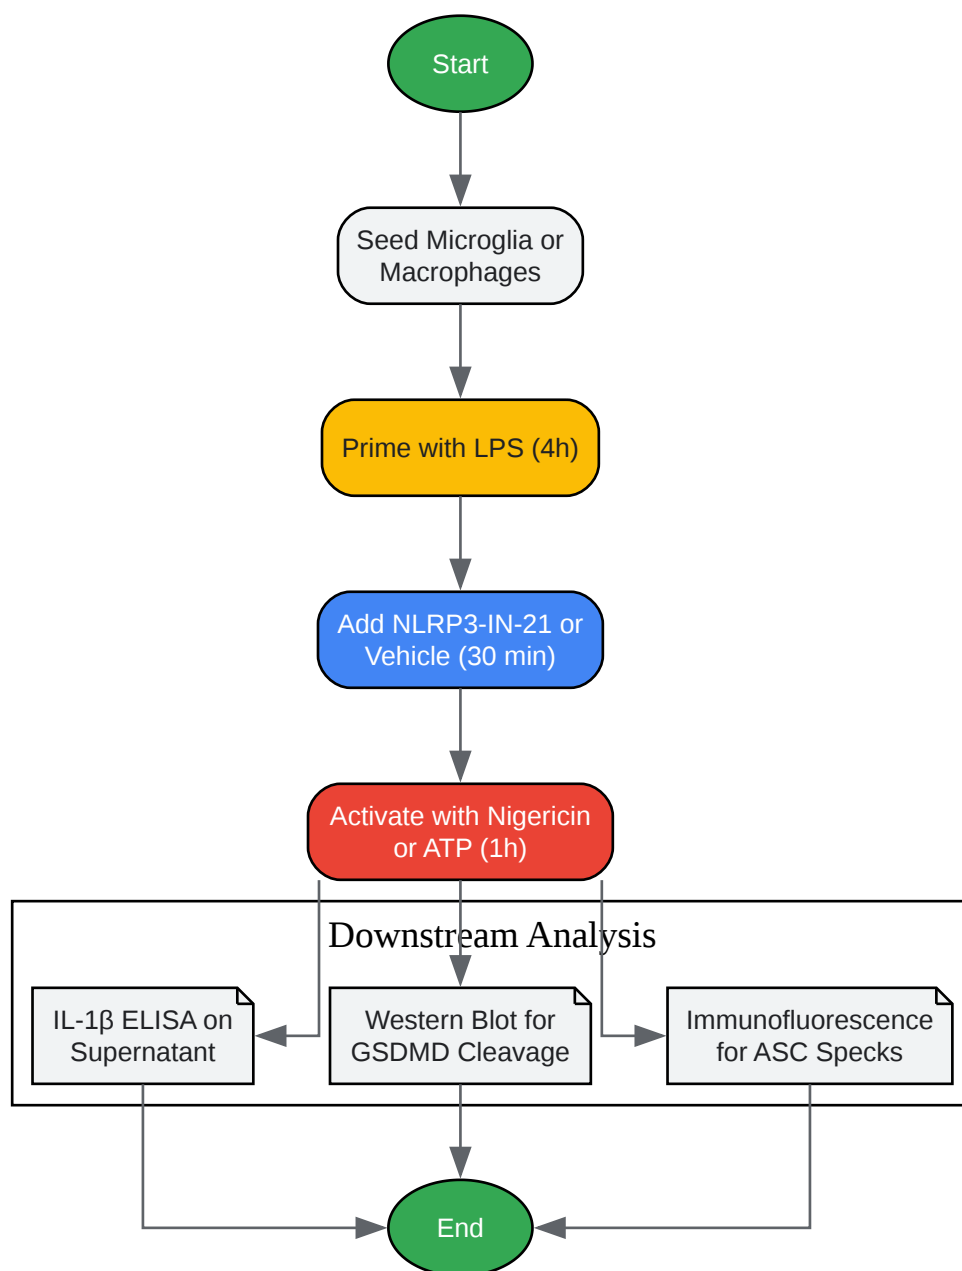 Start
Seed Microglia or
Macrophages
Prime with LPS (4h)
Add NLRP3-IN-21 or
Vehicle (30 min)
Activate with Nigericin
or ATP (1h)
Downstream Analysis
IL-1β ELISA on
Supernatant
Western Blot for
GSDMD Cleavage
Immunofluorescence
for ASC Specks
End